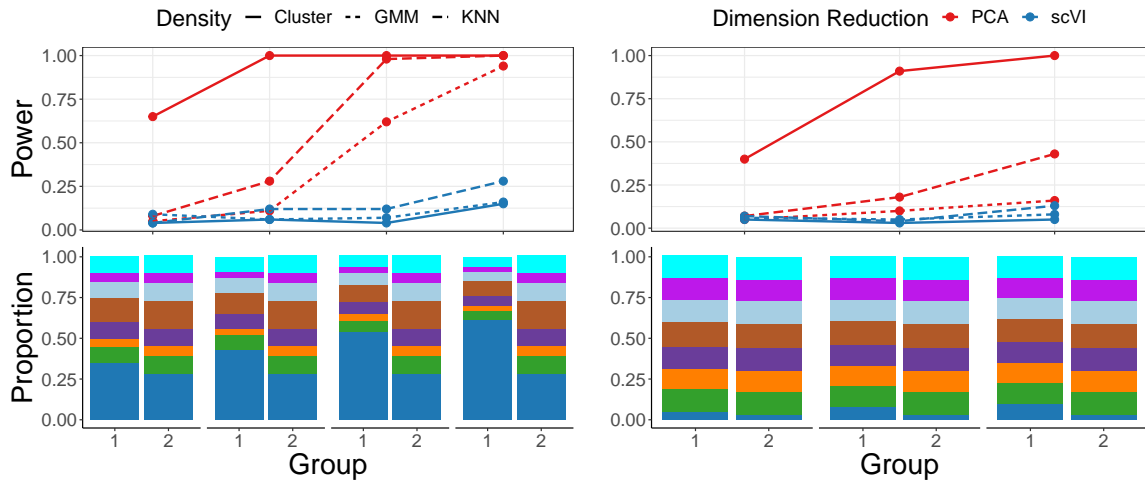 Density Cluster GMM KNN
Dimension Reduction PCA scVI
Power
1.00
0.75
0.50
0.25
0.00
1.00
0.75
0.50
0.25
0.00
Proportion
1.00
0.75
0.50
0.25
0.00
1.00
0.75
0.50
0.25
0.00
1 2 1 2 1 2 1 2
1 2 1 2 1 2
Group
Group